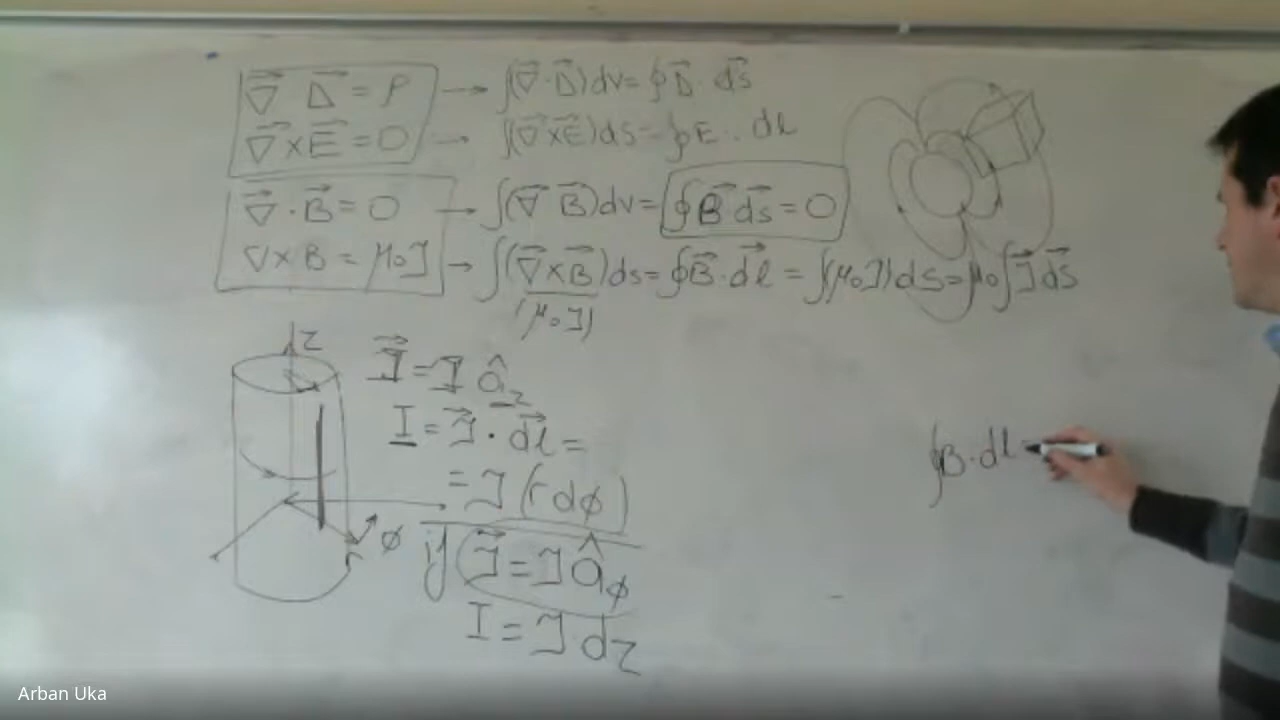 ∇⃗ D⃗ = ρ → ∫(∇⃗·D⃗)dv = ∮D⃗·ds⃗
∇⃗×E⃗ = 0 → ∫(∇⃗×E⃗)ds = ∮E·dl
∇⃗·B⃗ = 0 → ∫(∇⃗ B⃗)dv = ∮B⃗ ds⃗ = 0
∇×B = μ₀J → ∫(∇⃗×B⃗)ds = ∮B⃗·dl⃗ = ∫(μ₀J)ds = μ₀∫J⃗ ds⃗
(μ₀J)
z
J⃗ = J â_z
I = J⃗·dl⃗ =
= J(r dφ)
φ
r
if J⃗ = J â_φ
I = J dz
∮B·dl =
Arban Uka